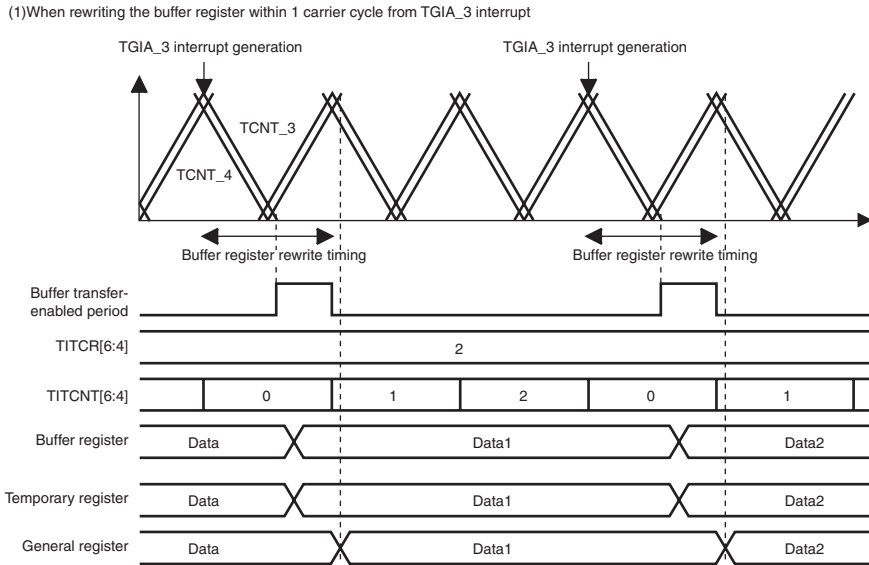 (1)When rewriting the buffer register within 1 carrier cycle from TGIA_3 interrupt
TGIA_3 interrupt generation
TGIA_3 interrupt generation
TCNT_3
TCNT_4
Buffer register rewrite timing
Buffer register rewrite timing
Buffer transfer-
enabled period
TITCR[6:4]
2
TITCNT[6:4]
0
1
2
0
1
Buffer register
Data
Data1
Data2
Temporary register
Data
Data1
Data2
General register
Data
Data1
Data2